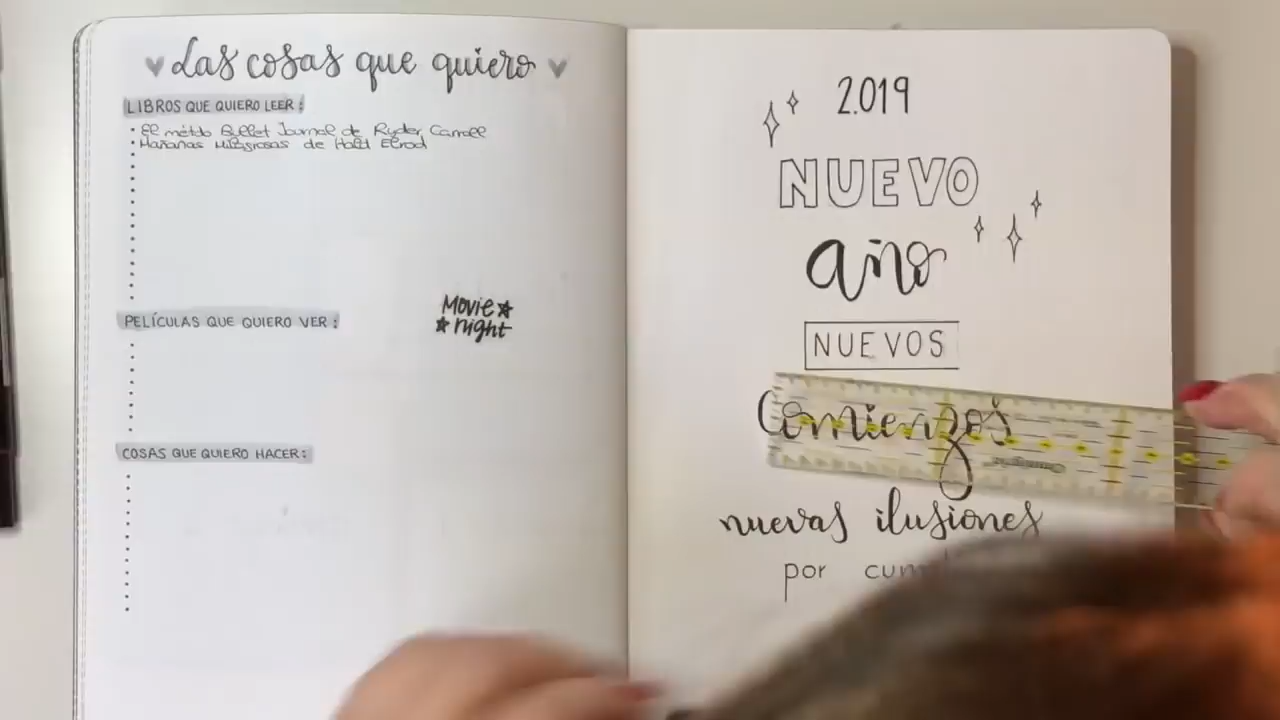 Las cosas que quiero
LIBROS QUE QUIERO LEER:
• El métdo Bullet Journal de Ryder Carroll
• Mañanas Milagrosas de Hald Elrod
PELÍCULAS QUE QUIERO VER:
Movie
night
COSAS QUE QUIERO HACER:
2.019
NUEVO
año
NUEVOS
Comienzos
nuevas ilusiones
por